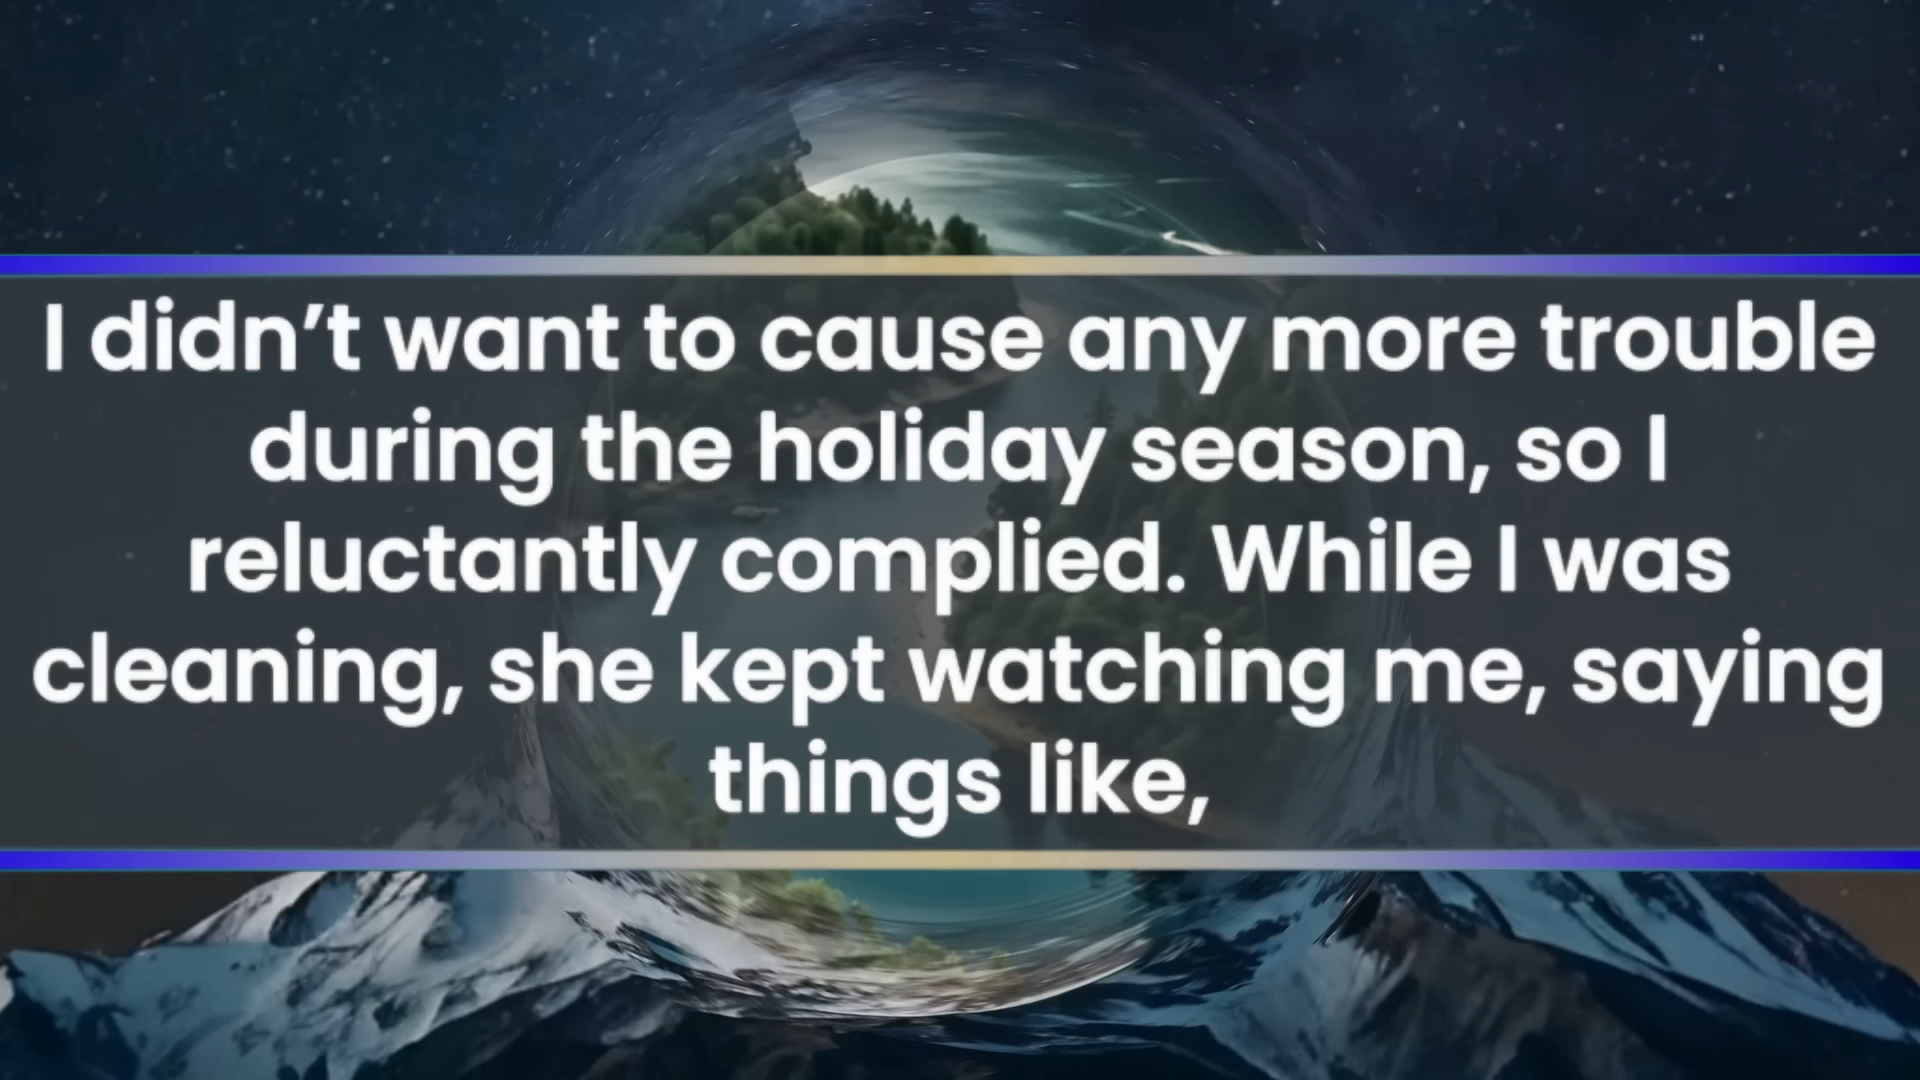 I didn’t want to cause any more trouble
during the holiday season, so I
reluctantly complied. While I was
cleaning, she kept watching me, saying
things like,